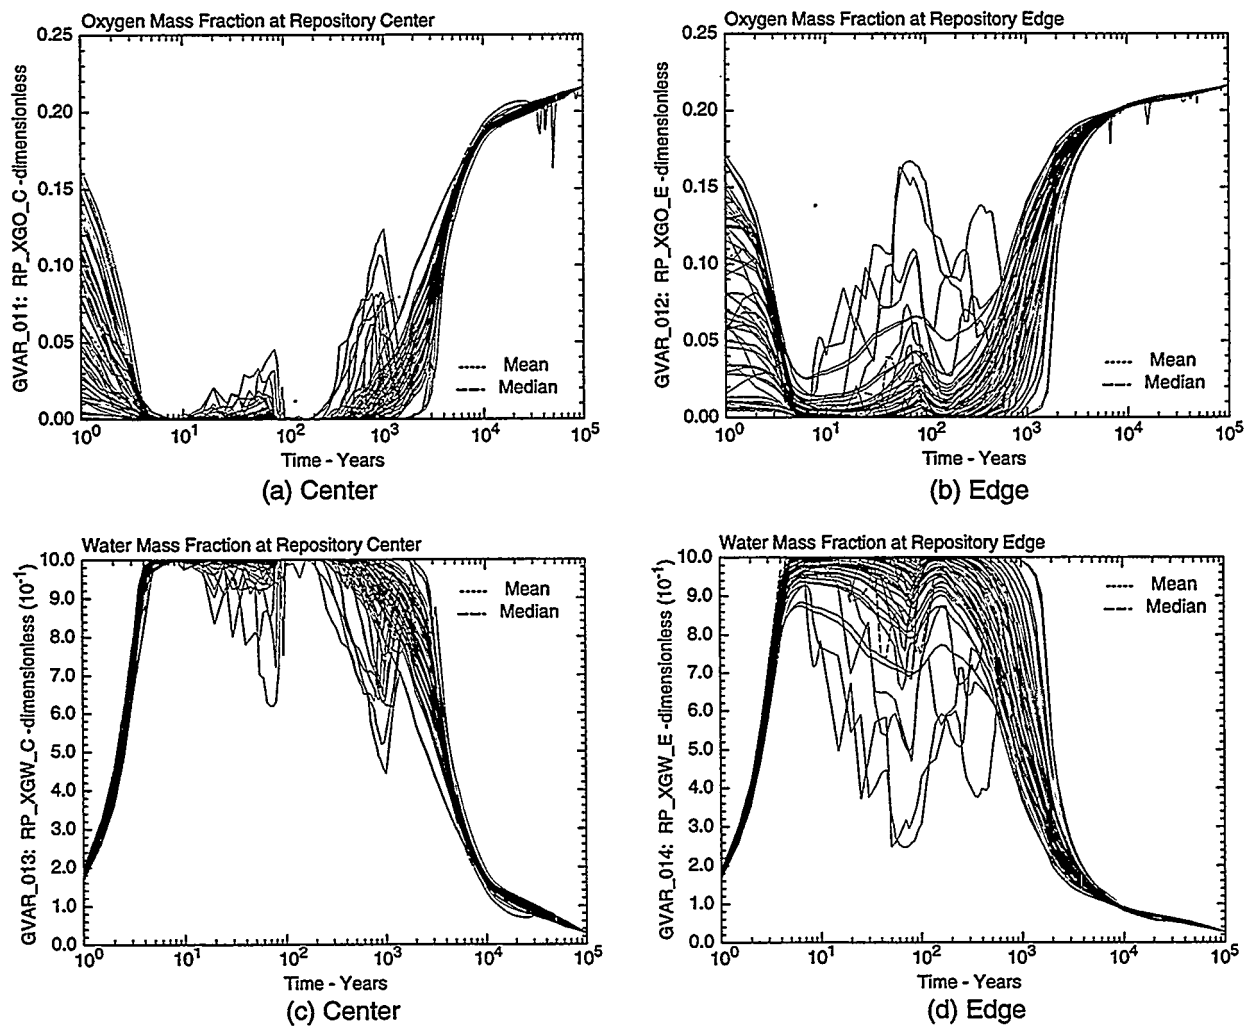 Oxygen Mass Fraction at Repository Center
GVAR_011: RP_XGO_C -dimensionless
0.25
0.20
0.15
0.10
0.05
0.00
Mean
Median
10^0 10^1 10^2 10^3 10^4 10^5
Time - Years
(a) Center
Oxygen Mass Fraction at Repository Edge
GVAR_012: RP_XGO_E -dimensionless
0.25
0.20
0.15
0.10
0.05
0.00
Mean
Median
10^0 10^1 10^2 10^3 10^4 10^5
Time - Years
(b) Edge
Water Mass Fraction at Repository Center
GVAR_013: RP_XGW_C -dimensionless (10^-1)
10.0
9.0
8.0
7.0
6.0
5.0
4.0
3.0
2.0
1.0
0.0
Mean
Median
10^0 10^1 10^2 10^3 10^4 10^5
Time - Years
(c) Center
Water Mass Fraction at Repository Edge
GVAR_014: RP_XGW_E -dimensionless (10^-1)
10.0
9.0
8.0
7.0
6.0
5.0
4.0
3.0
2.0
1.0
0.0
Mean
Median
10^0 10^1 10^2 10^3 10^4 10^5
Time - Years
(d) Edge